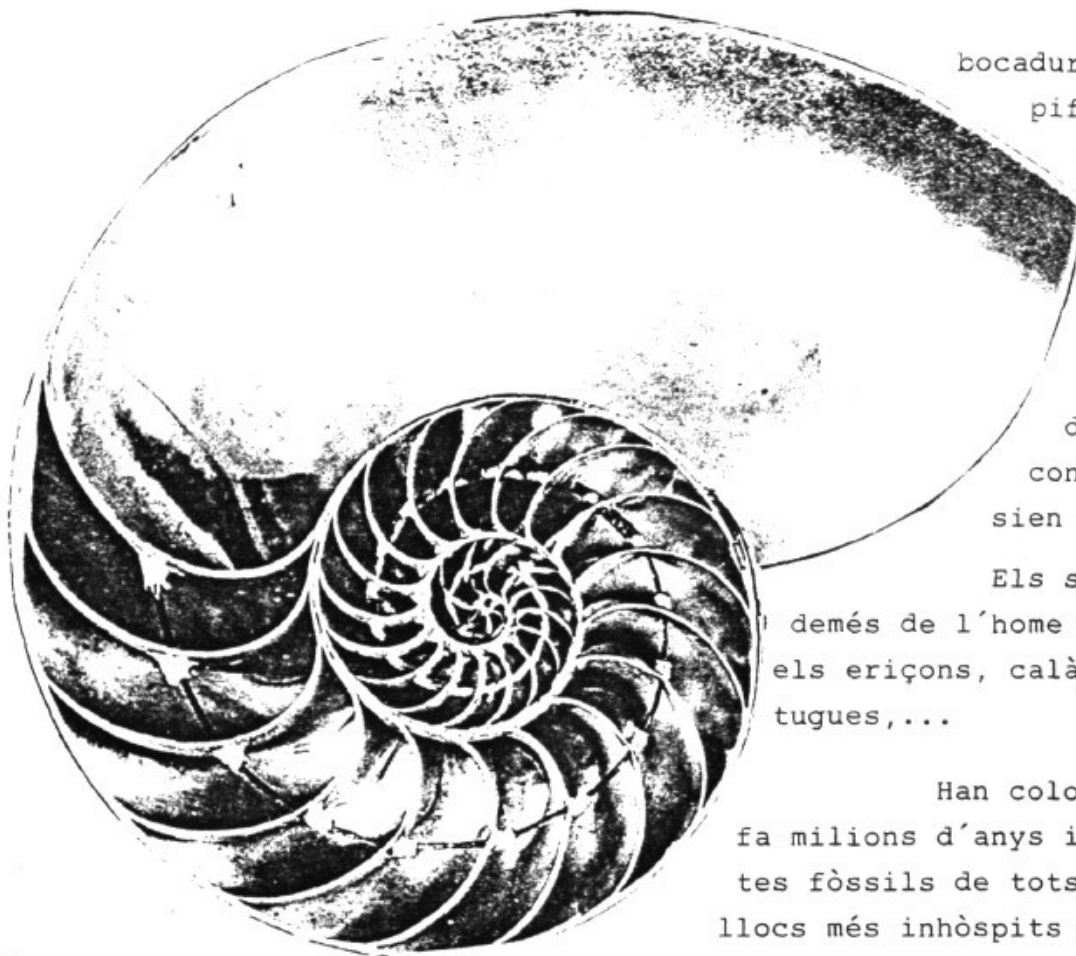 bocadur
pif
d
con
sien
Els s
demés de l´home
els eriçons, calà
tugues,...
Han colo
fa milions d´anys i
tes fòssils de tots
llocs més inhòspits